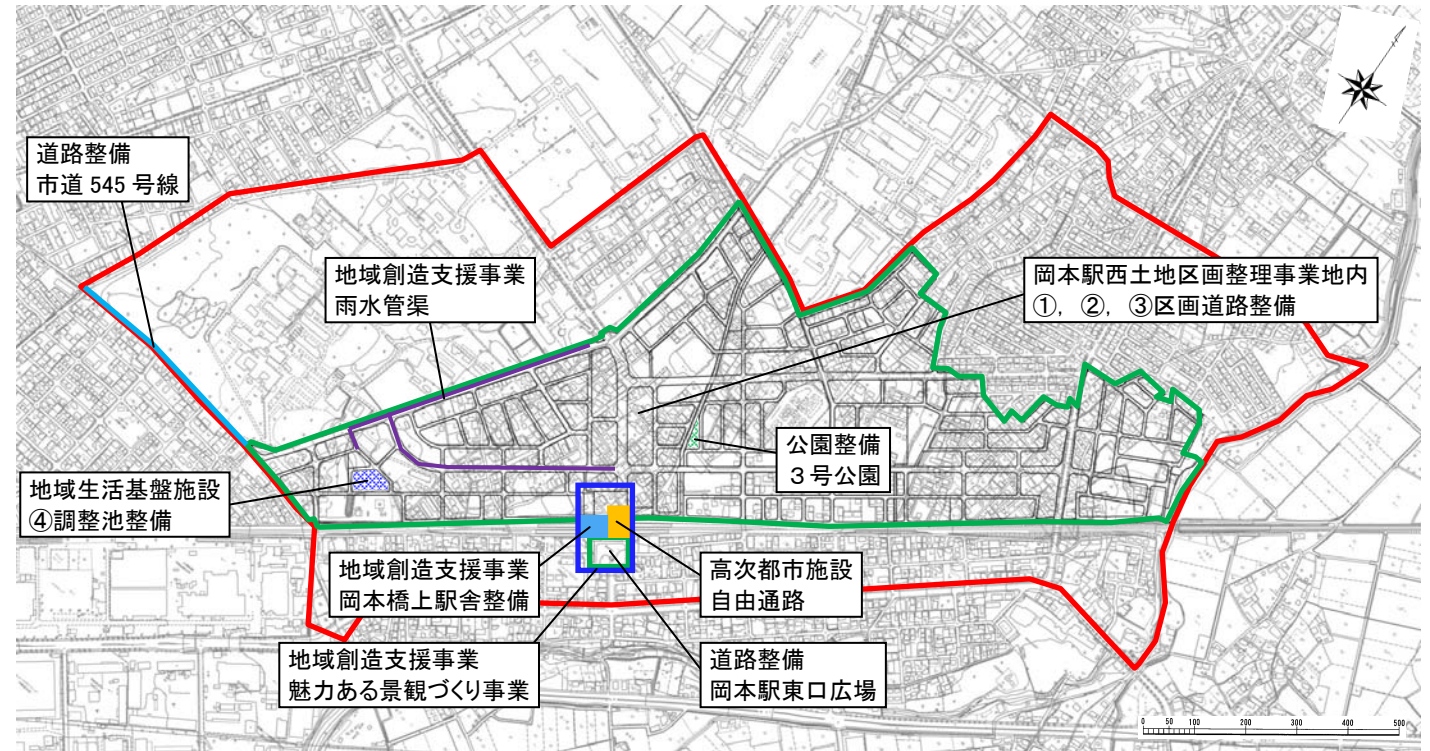 道路整備
市道 545 号線
地域創造支援事業
雨水管渠
岡本駅西土地区画整理事業地内
①，②，③区画道路整備
公園整備
３号公園
地域生活基盤施設
④調整池整備
地域創造支援事業
岡本橋上駅舎整備
高次都市施設
自由通路
地域創造支援事業
魅力ある景観づくり事業
道路整備
岡本駅東口広場
0 50 100 200 300 400 500